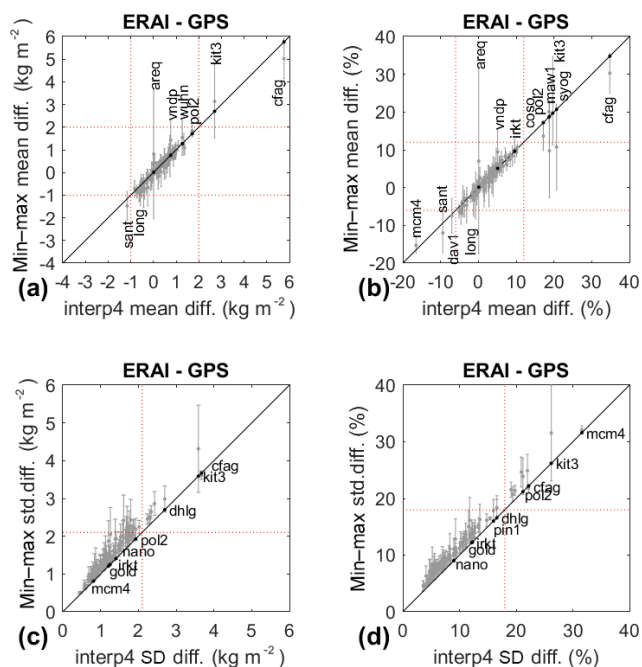 ERAI - GPS
Min–max mean diff. (kg m-2)
6
5
4
3
2
1
0
-1
-2
-3
-4
sant
long
areq
vndp
wuhn
pol2
kit3
cfag
-4 -3 -2 -1 0 1 2 3 4 5 6
(a)
interp4 mean diff. (kg m-2)
ERAI - GPS
Min–max mean diff. (%)
40
30
20
10
0
-10
-20
mcm4
sant
dav1
long
areq
vndp
irkt
coso
pol2
maw1
kit3
syog
cfag
-20 -10 0 10 20 30 40
(b)
interp4 mean diff. (%)
ERAI - GPS
Min–max std.diff. (kg m-2)
6
5
4
3
2
1
0
cfag
kit3
dhlg
pol2
nano
irkt
gold
mcm4
0 1 2 3 4 5 6
(c)
interp4 SD diff. (kg m-2)
ERAI - GPS
Min–max std.diff. (%)
40
30
20
10
0
mcm4
kit3
cfag
pol2
dhlg
pin1
irkt
gold
nano
0 10 20 30 40
(d)
interp4 SD diff. (%)